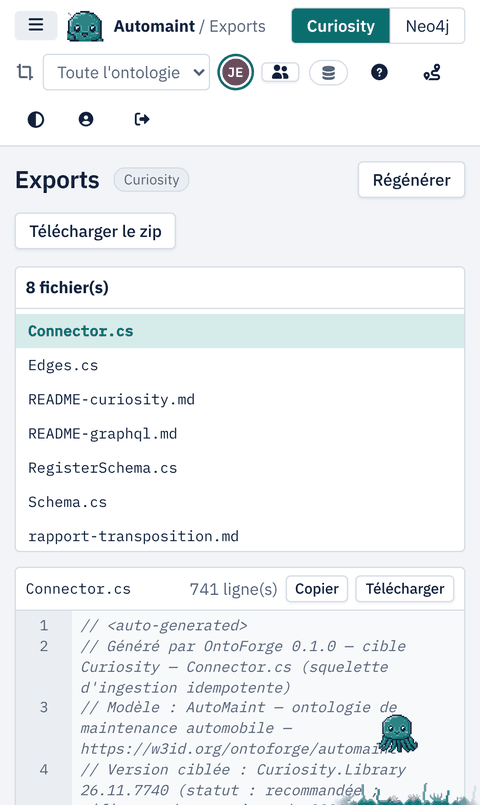 Automaint / Exports
Curiosity
Neo4j
Toute l'ontologie
JE
Exports
Curiosity
Régénérer
Télécharger le zip
8 fichier(s)
Connector.cs
Edges.cs
README-curiosity.md
README-graphql.md
RegisterSchema.cs
Schema.cs
rapport-transposition.md
Connector.cs
741 ligne(s)
Copier
Télécharger
1 // <auto-generated>
2 // Généré par OntoForge 0.1.0 — cible
Curiosity — Connector.cs (squelette
d'ingestion idempotente)
3 // Modèle : AutoMaint — ontologie de
maintenance automobile —
https://w3id.org/ontoforge/automain
4 // Version ciblée : Curiosity.Library
26.11.7740 (statut : recommandée ;